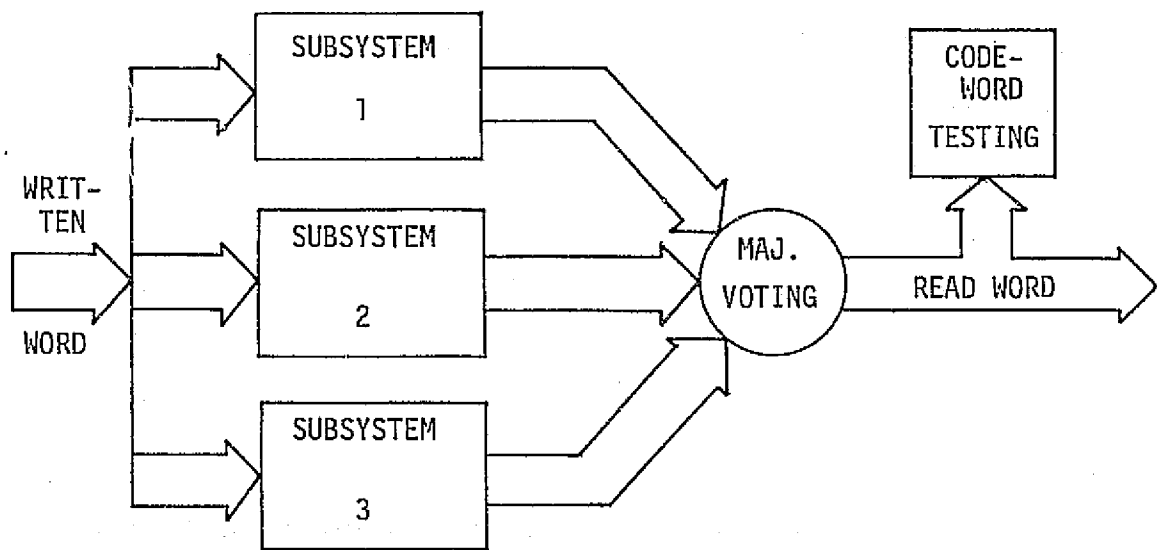 WRIT-
TEN
WORD
SUBSYSTEM
1
SUBSYSTEM
2
SUBSYSTEM
3
MAJ.
VOTING
CODE-
WORD
TESTING
READ WORD